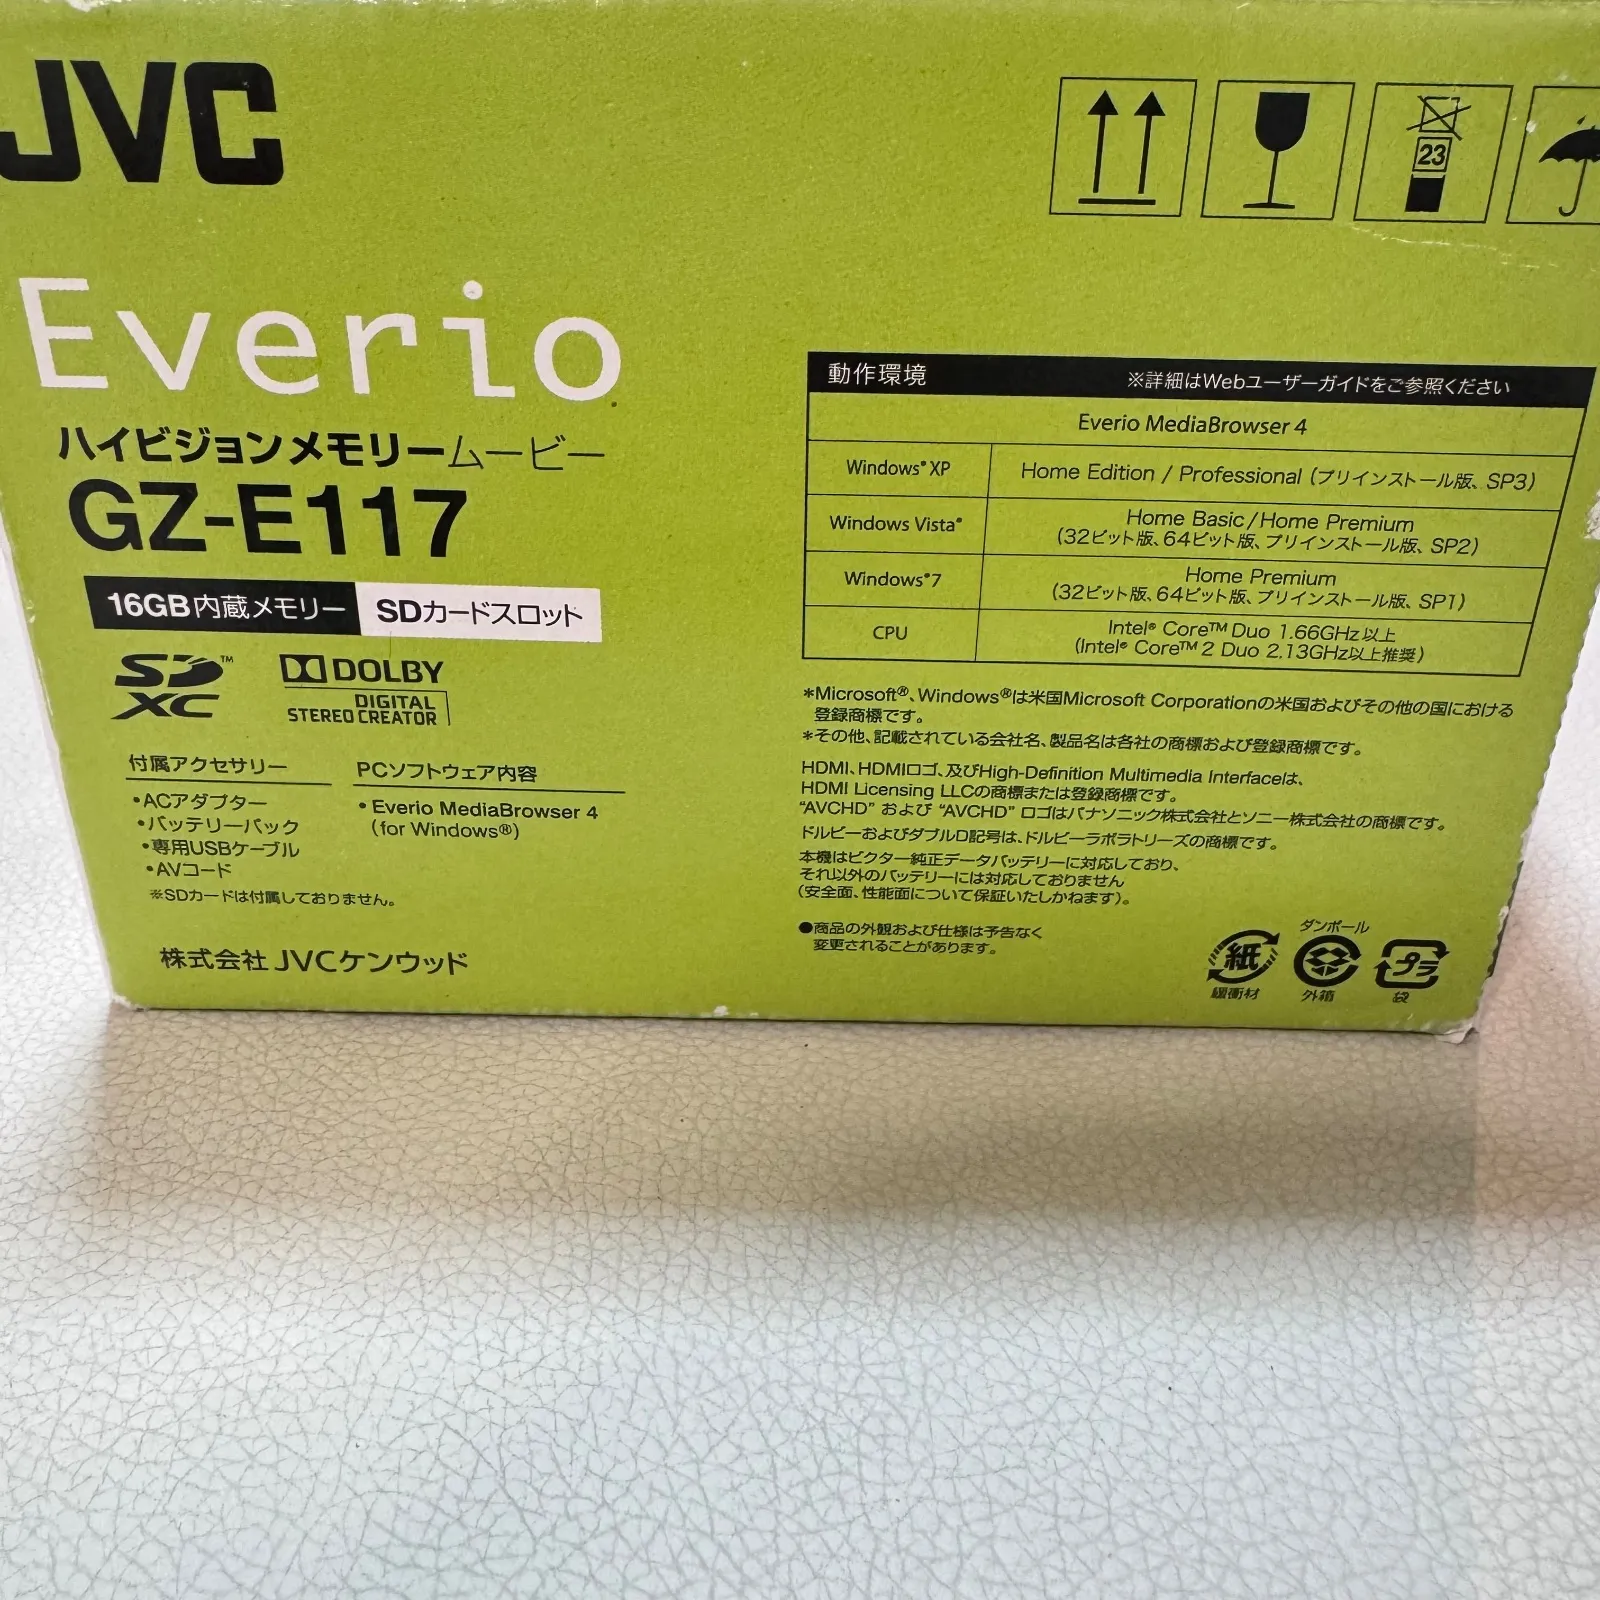 JVC
23
Everio
ハイビジョンメモリームービー
GZ-E117
16GB内蔵メモリー SDカードスロット
SD™
XC
DOLBY
DIGITAL
STEREO CREATOR
付属アクセサリー
・ACアダプター
・バッテリーパック
・専用USBケーブル
・AVコード
※SDカードは付属しておりません。
PCソフトウェア内容
・Everio MediaBrowser 4
(for Windows®)
株式会社 JVCケンウッド
動作環境 ※詳細はWebユーザーガイドをご参照ください
Everio MediaBrowser 4
Windows® XP Home Edition / Professional (プリインストール版、SP3)
Windows Vista® Home Basic/Home Premium
(32ビット版、64ビット版、プリインストール版、SP2)
Windows®7 Home Premium
(32ビット版、64ビット版、プリインストール版、SP1)
CPU Intel® Core™ Duo 1.66GHz以上
(Intel® Core™ 2 Duo 2.13GHz以上推奨)
*Microsoft®、Windows®は米国Microsoft Corporationの米国およびその他の国における
登録商標です。
*その他、記載されている会社名、製品名は各社の商標および登録商標です。
HDMI、HDMIロゴ、及びHigh-Definition Multimedia Interfaceは、
HDMI Licensing LLCの商標または登録商標です。
“AVCHD” および “AVCHD” ロゴはパナソニック株式会社とソニー株式会社の商標です。
ドルビーおよびダブルD記号は、ドルビーラボラトリーズの商標です。
本機はビクター純正データバッテリーに対応しており、
それ以外のバッテリーには対応しておりません
(安全面、性能面について保証いたしかねます)。
●商品の外観および仕様は予告なく
変更されることがあります。
ダンボール
紙 プラ
緩衝材 外箱 袋